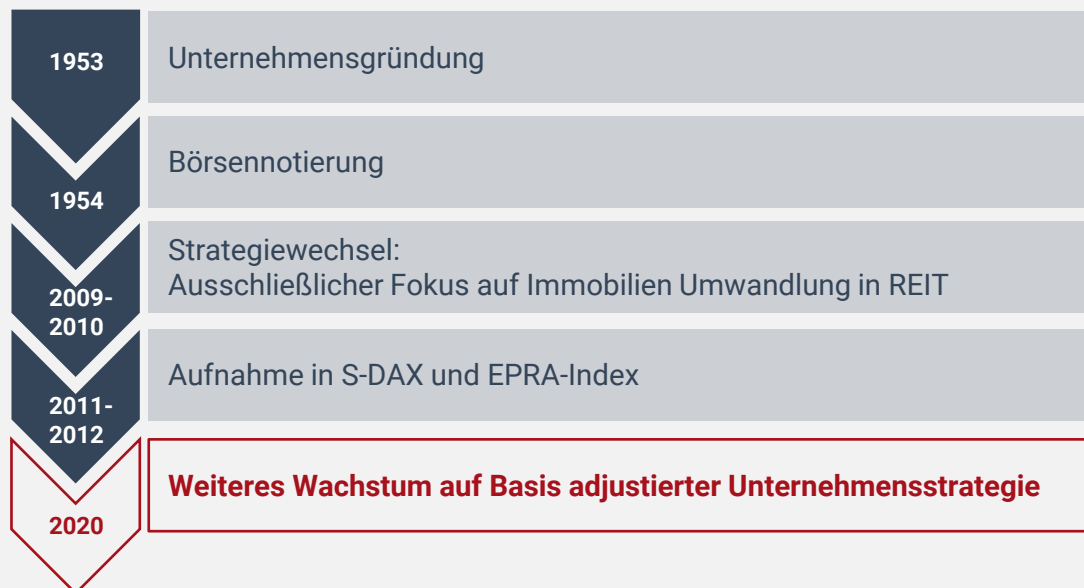 1953
Unternehmensgründung
1954
Börsennotierung
2009-
2010
Strategiewechsel:
Ausschließlicher Fokus auf Immobilien Umwandlung in REIT
2011-
2012
Aufnahme in S-DAX und EPRA-Index
2020
Weiteres Wachstum auf Basis adjustierter Unternehmensstrategie